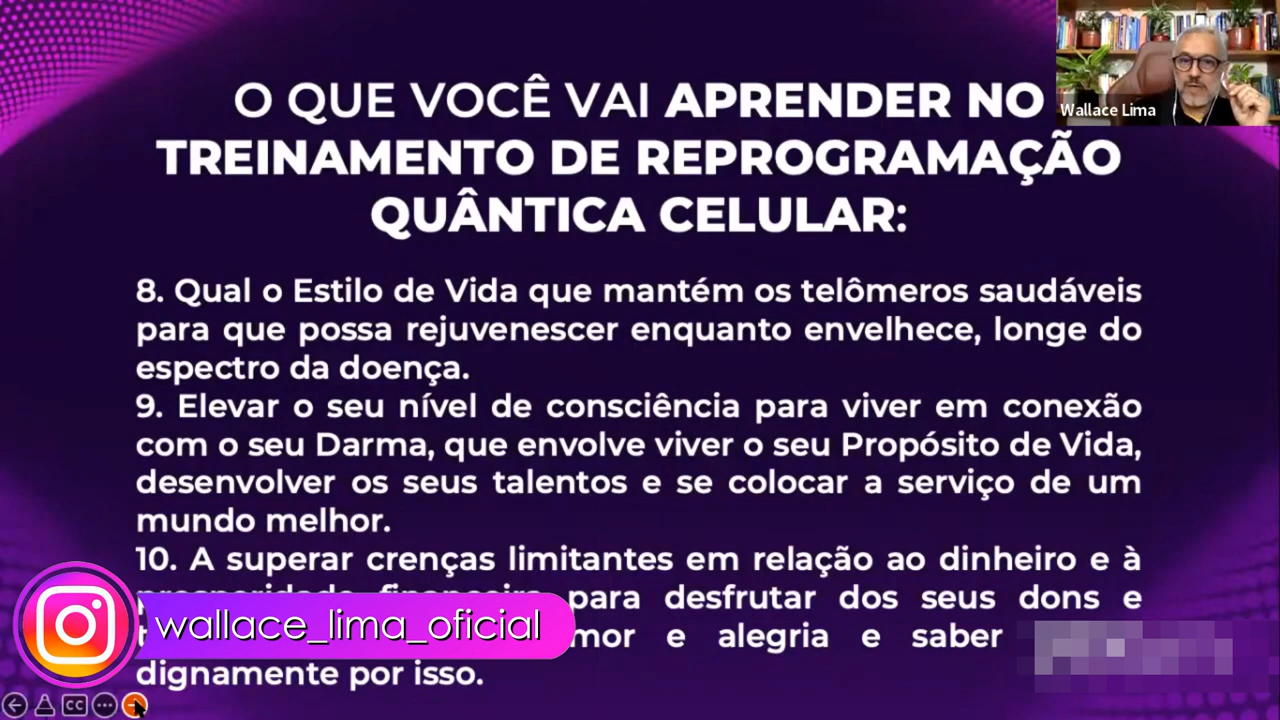 O QUE VOCÊ VAI APRENDER NO
TREINAMENTO DE REPROGRAMAÇÃO
QUÂNTICA CELULAR:
Wallace Lima
8. Qual o Estilo de Vida que mantém os telômeros saudáveis
para que possa rejuvenescer enquanto envelhece, longe do
espectro da doença.
9. Elevar o seu nível de consciência para viver em conexão
com o seu Darma, que envolve viver o seu Propósito de Vida,
desenvolver os seus talentos e se colocar a serviço de um
mundo melhor.
10. A superar crenças limitantes em relação ao dinheiro e à
prosperidade financeira para desfrutar dos seus dons e
e alegria e saber
dignamente por isso.
wallace_lima_oficial
CC